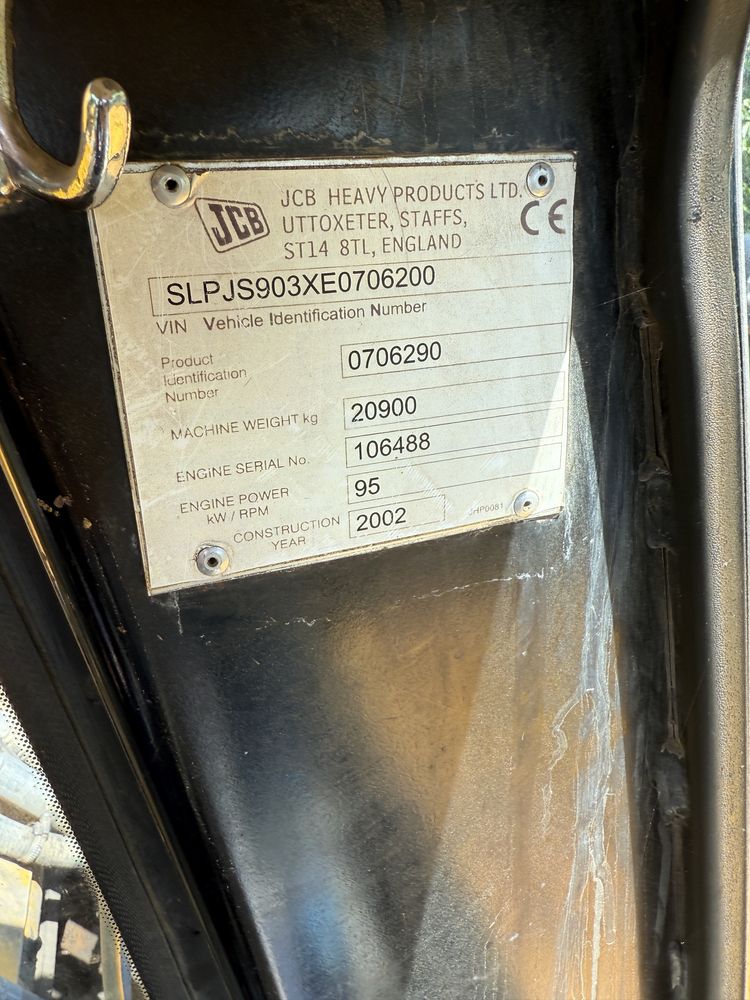 JCB
JCB HEAVY PRODUCTS LTD.
UTTOXETER, STAFFS,
ST14 8TL, ENGLAND
CE
SLPJS903XE0706200
VIN Vehicle Identification Number
Product
Identification
Number
0706290
MACHINE WEIGHT kg
20900
ENGINE SERIAL No.
106488
ENGINE POWER
kW / RPM
95
CONSTRUCTION
YEAR
2002
JHP0081